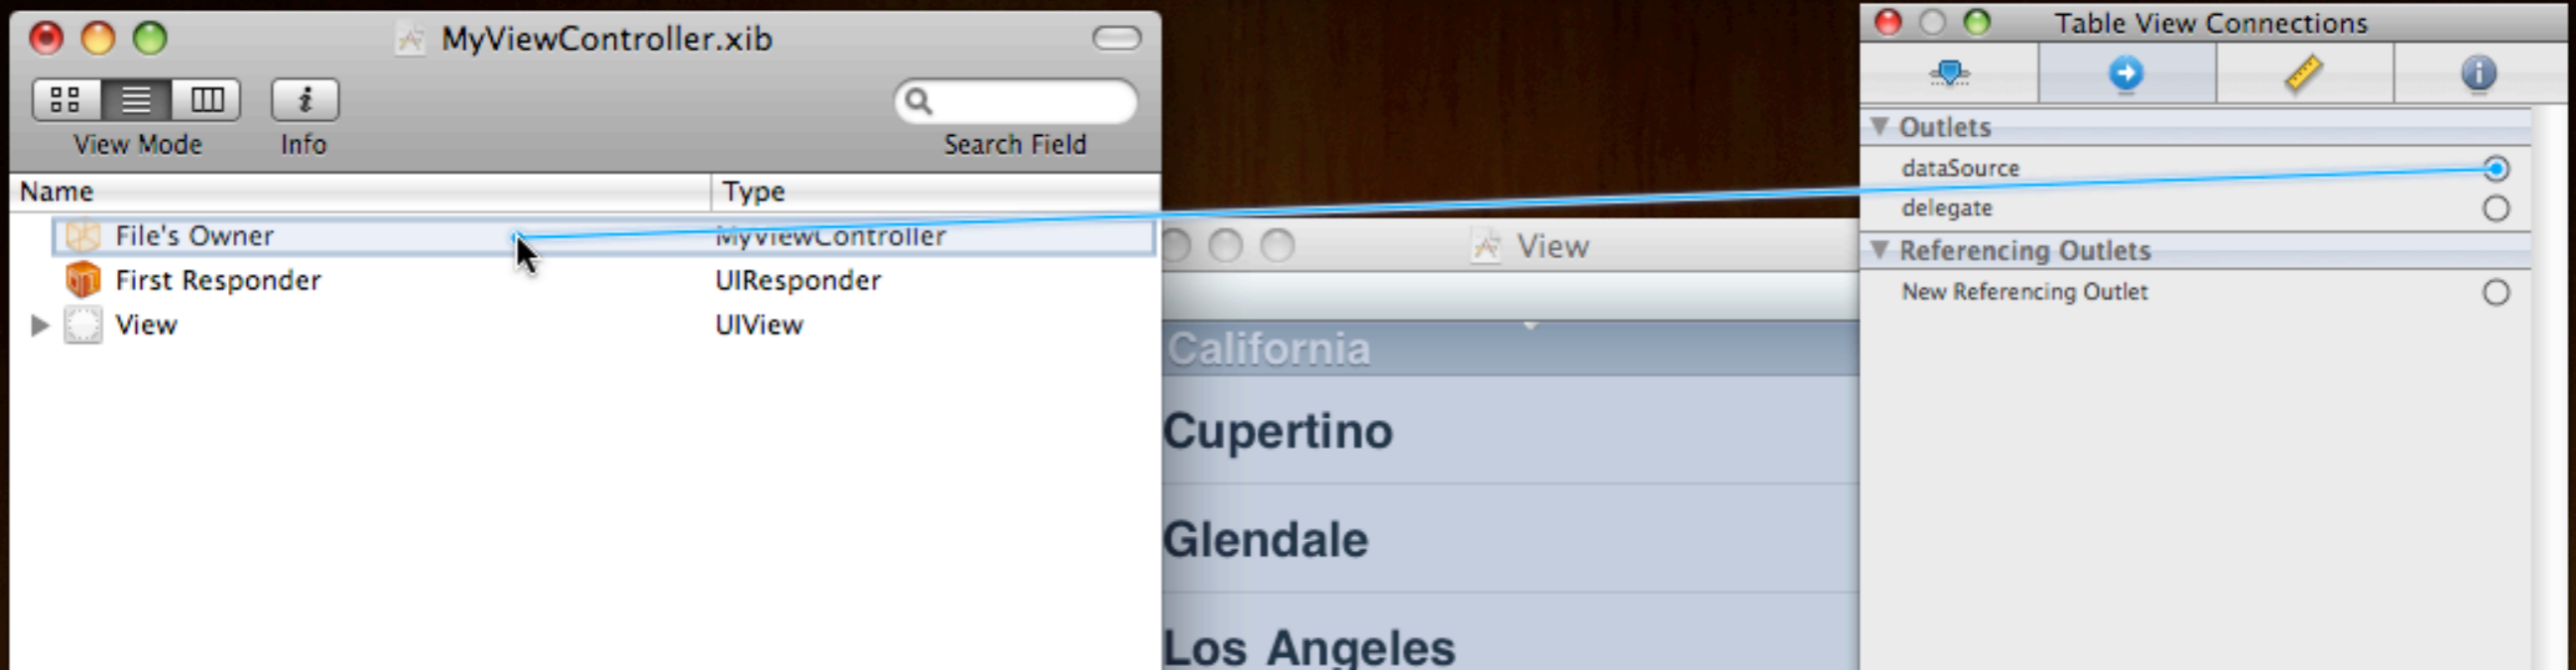 MyViewController.xib
View Mode
Info
Search Field
Name
Type
File's Owner
MyViewController
First Responder
UIResponder
View
UIView
View
California
Cupertino
Glendale
Los Angeles
Table View Connections
Outlets
dataSource
delegate
Referencing Outlets
New Referencing Outlet